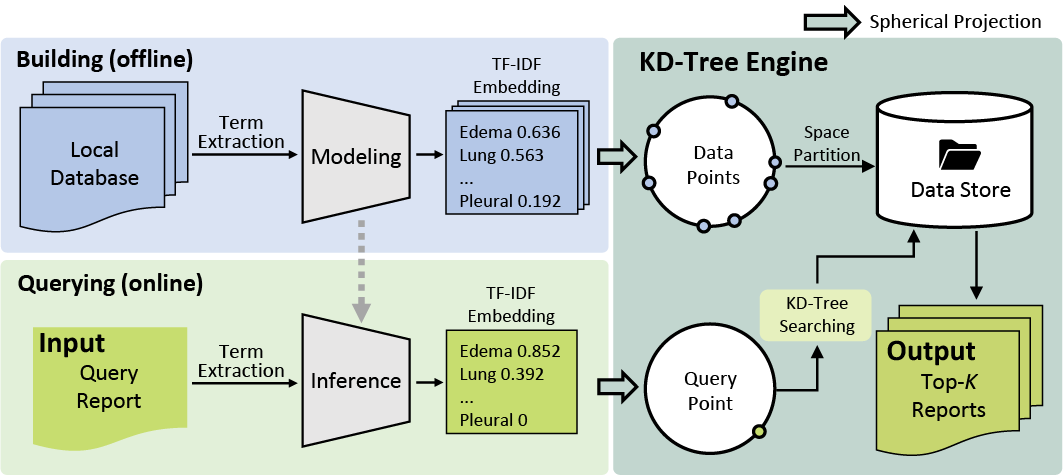 Spherical Projection
Building (offline)
Local
Database
Term
Extraction
Modeling
TF-IDF
Embedding
Edema 0.636
Lung 0.563
...
Pleural 0.192
KD-Tree Engine
Data
Points
Space
Partition
Data Store
Querying (online)
Input
Query
Report
Term
Extraction
Inference
TF-IDF
Embedding
Edema 0.852
Lung 0.392
...
Pleural 0
Query
Point
KD-Tree
Searching
Output
Top-K
Reports